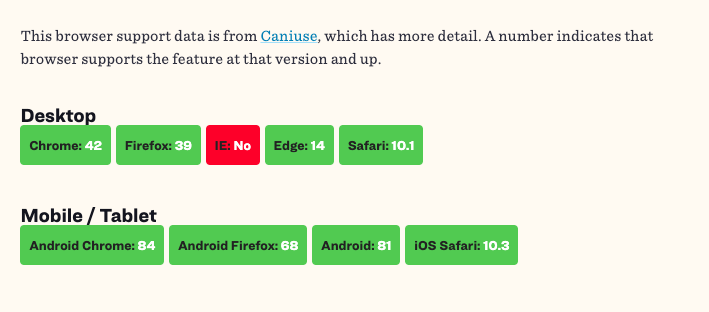 This browser support data is from Caniuse, which has more detail. A number indicates that
browser supports the feature at that version and up.
Desktop
Chrome: 42 Firefox: 39 IE: No Edge: 14 Safari: 10.1
Mobile / Tablet
Android Chrome: 84 Android Firefox: 68 Android: 81 iOS Safari: 10.3